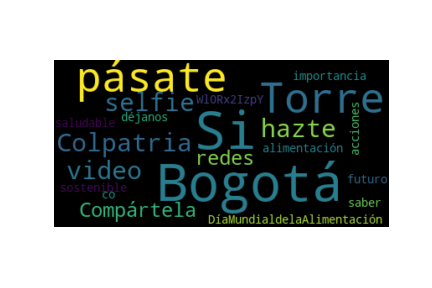 pásate
importancia
selfie WlORx2IzpY Torre
déjanos
saludable Si hazte acciones
Colpatria
redes alimentación
video Bogotá futuro
sostenible
co saber
Compártela
DíaMundialdelaAlimentación